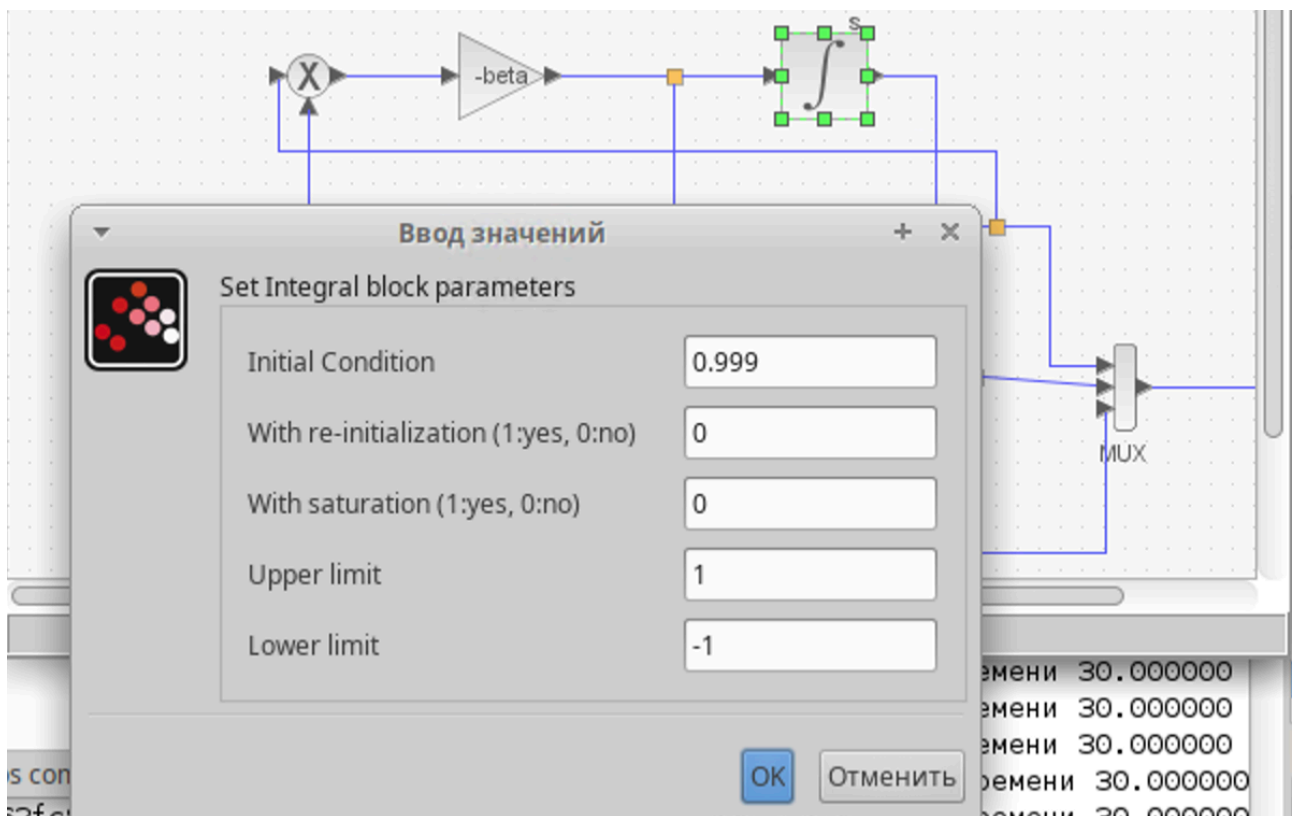 s
X
-beta
∫
Ввод значений
Set Integral block parameters
Initial Condition 0.999
With re-initialization (1:yes, 0:no) 0
With saturation (1:yes, 0:no) 0
Upper limit 1
Lower limit -1
OK Отменить
MUX
емени 30.000000
емени 30.000000
емени 30.000000
ремени 30.000000